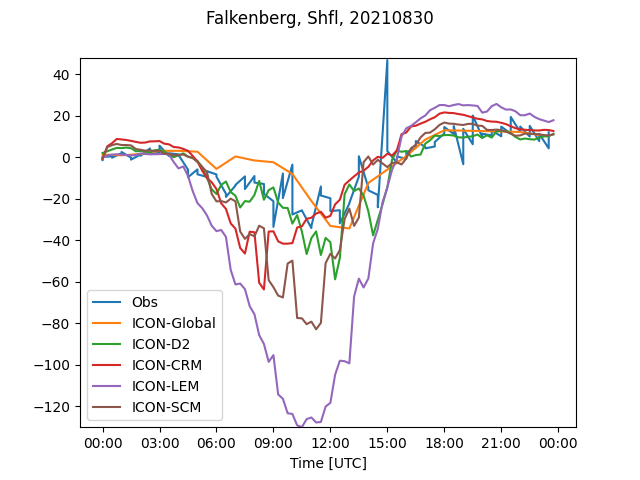 Falkenberg, Shfl, 20210830
40
20
0
−20
−40
−60
−80
−100
−120
Obs
ICON-Global
ICON-D2
ICON-CRM
ICON-LEM
ICON-SCM
00:00 03:00 06:00 09:00 12:00 15:00 18:00 21:00 00:00
Time [UTC]